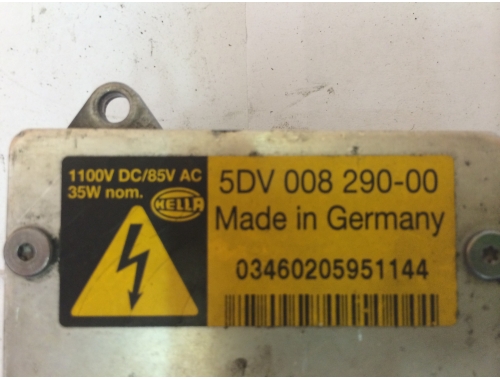 1100V DC/85V AC
35W nom.
HELLA
5DV 008 290-00
Made in Germany
03460205951144